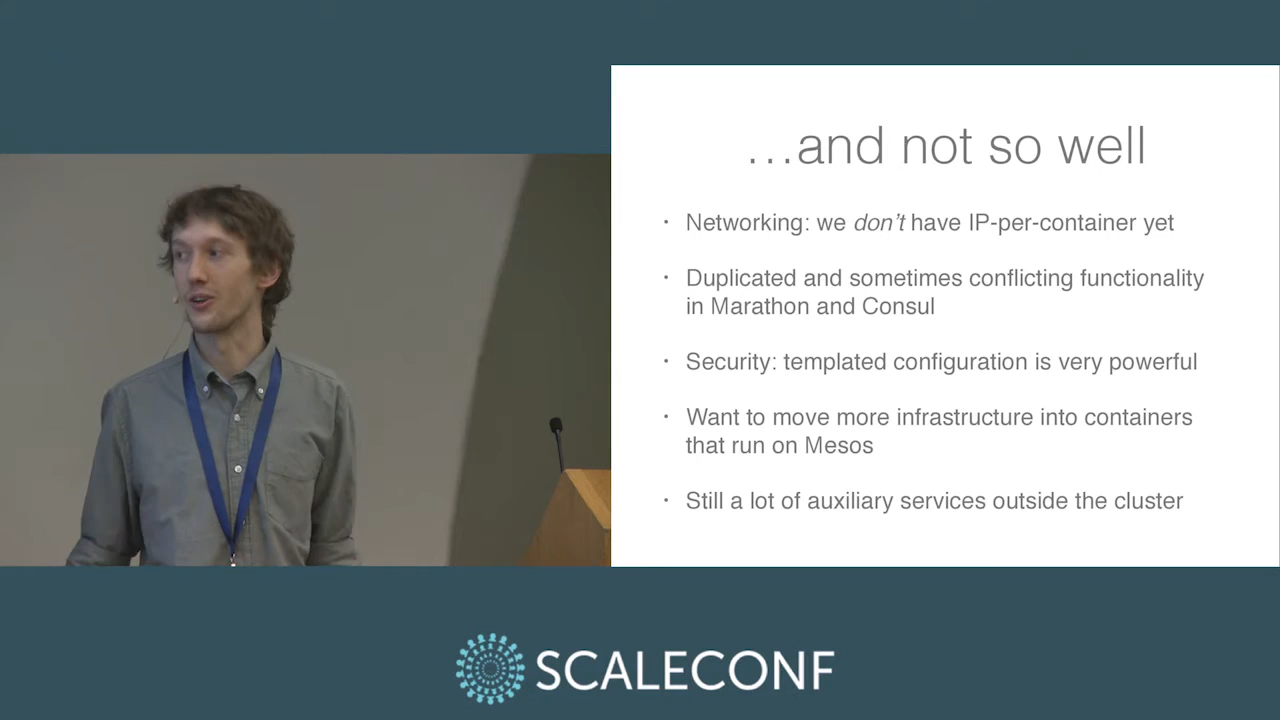 …and not so well
· Networking: we don't have IP-per-container yet
· Duplicated and sometimes conflicting functionality
in Marathon and Consul
· Security: templated configuration is very powerful
· Want to move more infrastructure into containers
that run on Mesos
· Still a lot of auxiliary services outside the cluster
SCALECONF